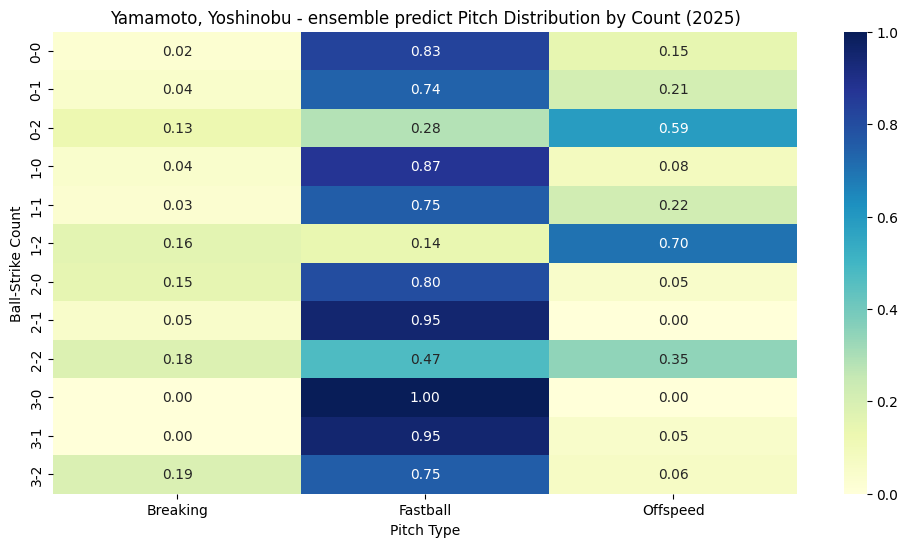 Yamamoto, Yoshinobu - ensemble predict Pitch Distribution by Count (2025)
Ball-Strike Count
0-0 0.02 0.83 0.15
0-1 0.04 0.74 0.21
0-2 0.13 0.28 0.59
1-0 0.04 0.87 0.08
1-1 0.03 0.75 0.22
1-2 0.16 0.14 0.70
2-0 0.15 0.80 0.05
2-1 0.05 0.95 0.00
2-2 0.18 0.47 0.35
3-0 0.00 1.00 0.00
3-1 0.00 0.95 0.05
3-2 0.19 0.75 0.06
Breaking Fastball Offspeed
Pitch Type
1.0
0.8
0.6
0.4
0.2
0.0